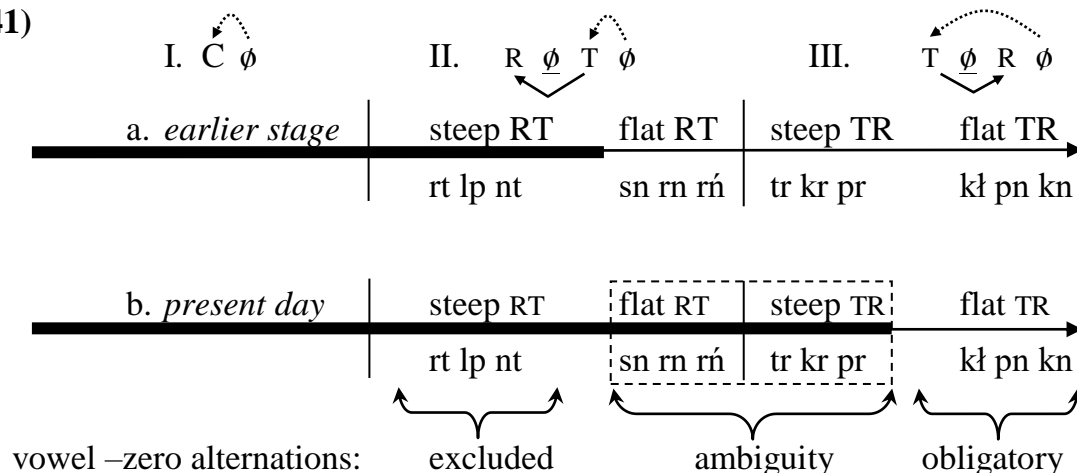 41)
I. C ø II. R ø T ø III. T ø R ø
a. earlier stage steep RT flat RT steep TR flat TR
rt lp nt sn rn rń tr kr pr kł pn kn
b. present day steep RT flat RT steep TR flat TR
rt lp nt sn rn rń tr kr pr kł pn kn
vowel –zero alternations: excluded ambiguity obligatory